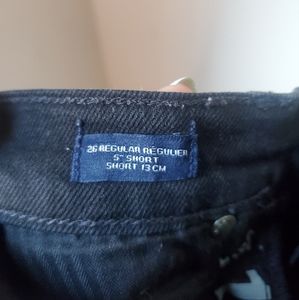 26 REGULAR REGULIER
5" SHORT
SHORT 13 CM